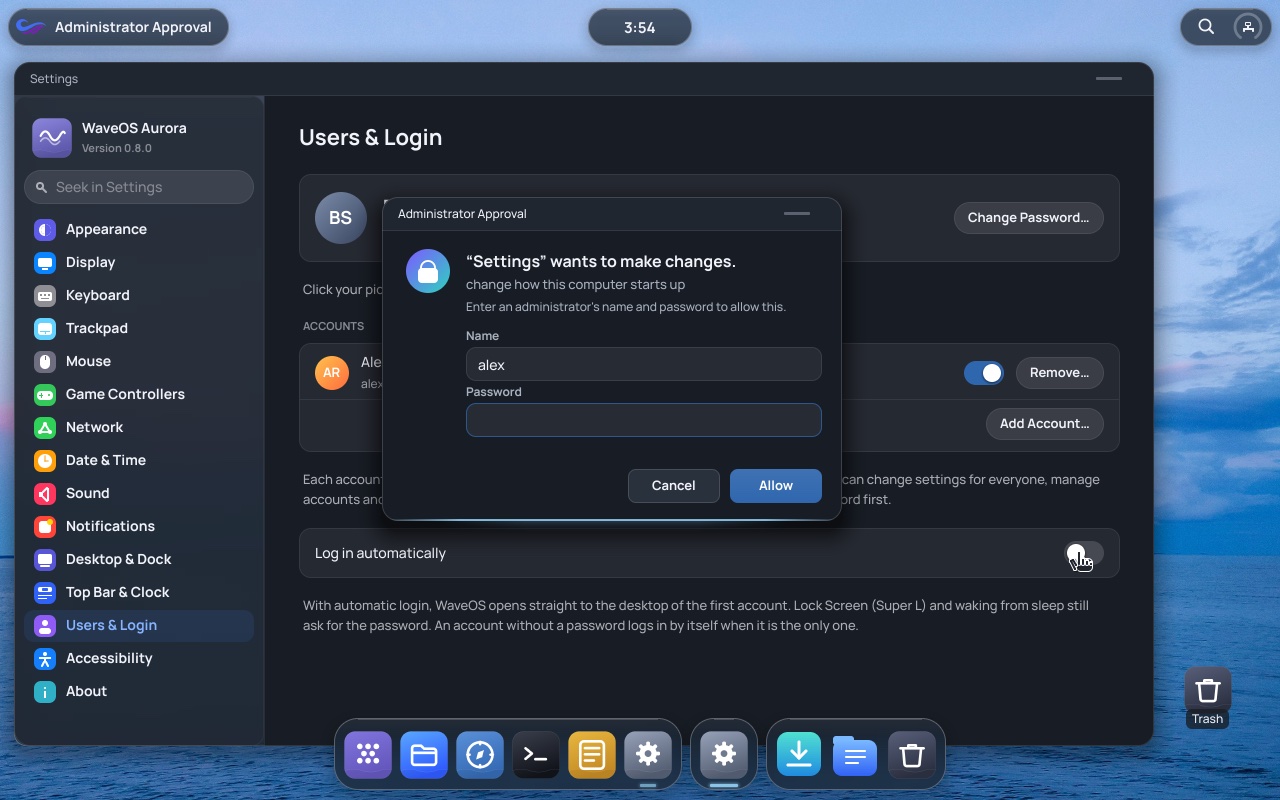 Administrator Approval
3:54
Settings
WaveOS Aurora
Version 0.8.0
Seek in Settings
Appearance
Display
Keyboard
Trackpad
Mouse
Game Controllers
Network
Date & Time
Sound
Notifications
Desktop & Dock
Top Bar & Clock
Users & Login
Accessibility
About
Users & Login
BS
Change Password...
Click your
ACCOUNTS
AR
alex
Remove...
Add Account...
Each
can change settings for everyone, manage
accounts
first.
Administrator Approval
“Settings” wants to make changes.
change how this computer starts up
Enter an administrator's name and password to allow this.
Name
alex
Password
Cancel
Allow
Log in automatically
With automatic login, WaveOS opens straight to the desktop of the first account. Lock Screen (Super L) and waking from sleep still
ask for the password. An account without a password logs in by itself when it is the only one.
Trash